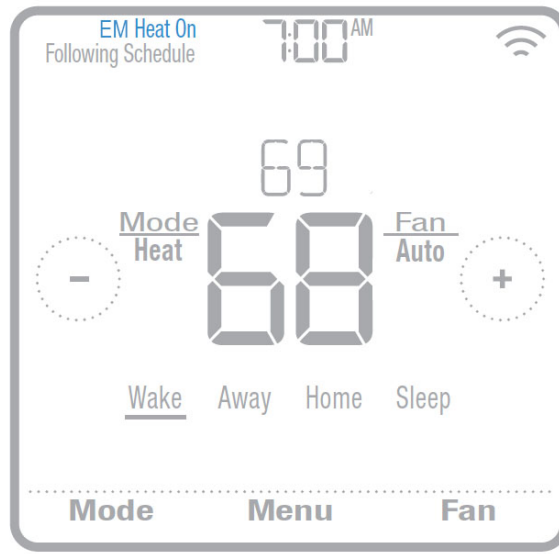 EM Heat On
Following Schedule
7:00 AM
69
Mode
Heat
68
Fan
Auto
-
+
Wake Away Home Sleep
Mode Menu Fan